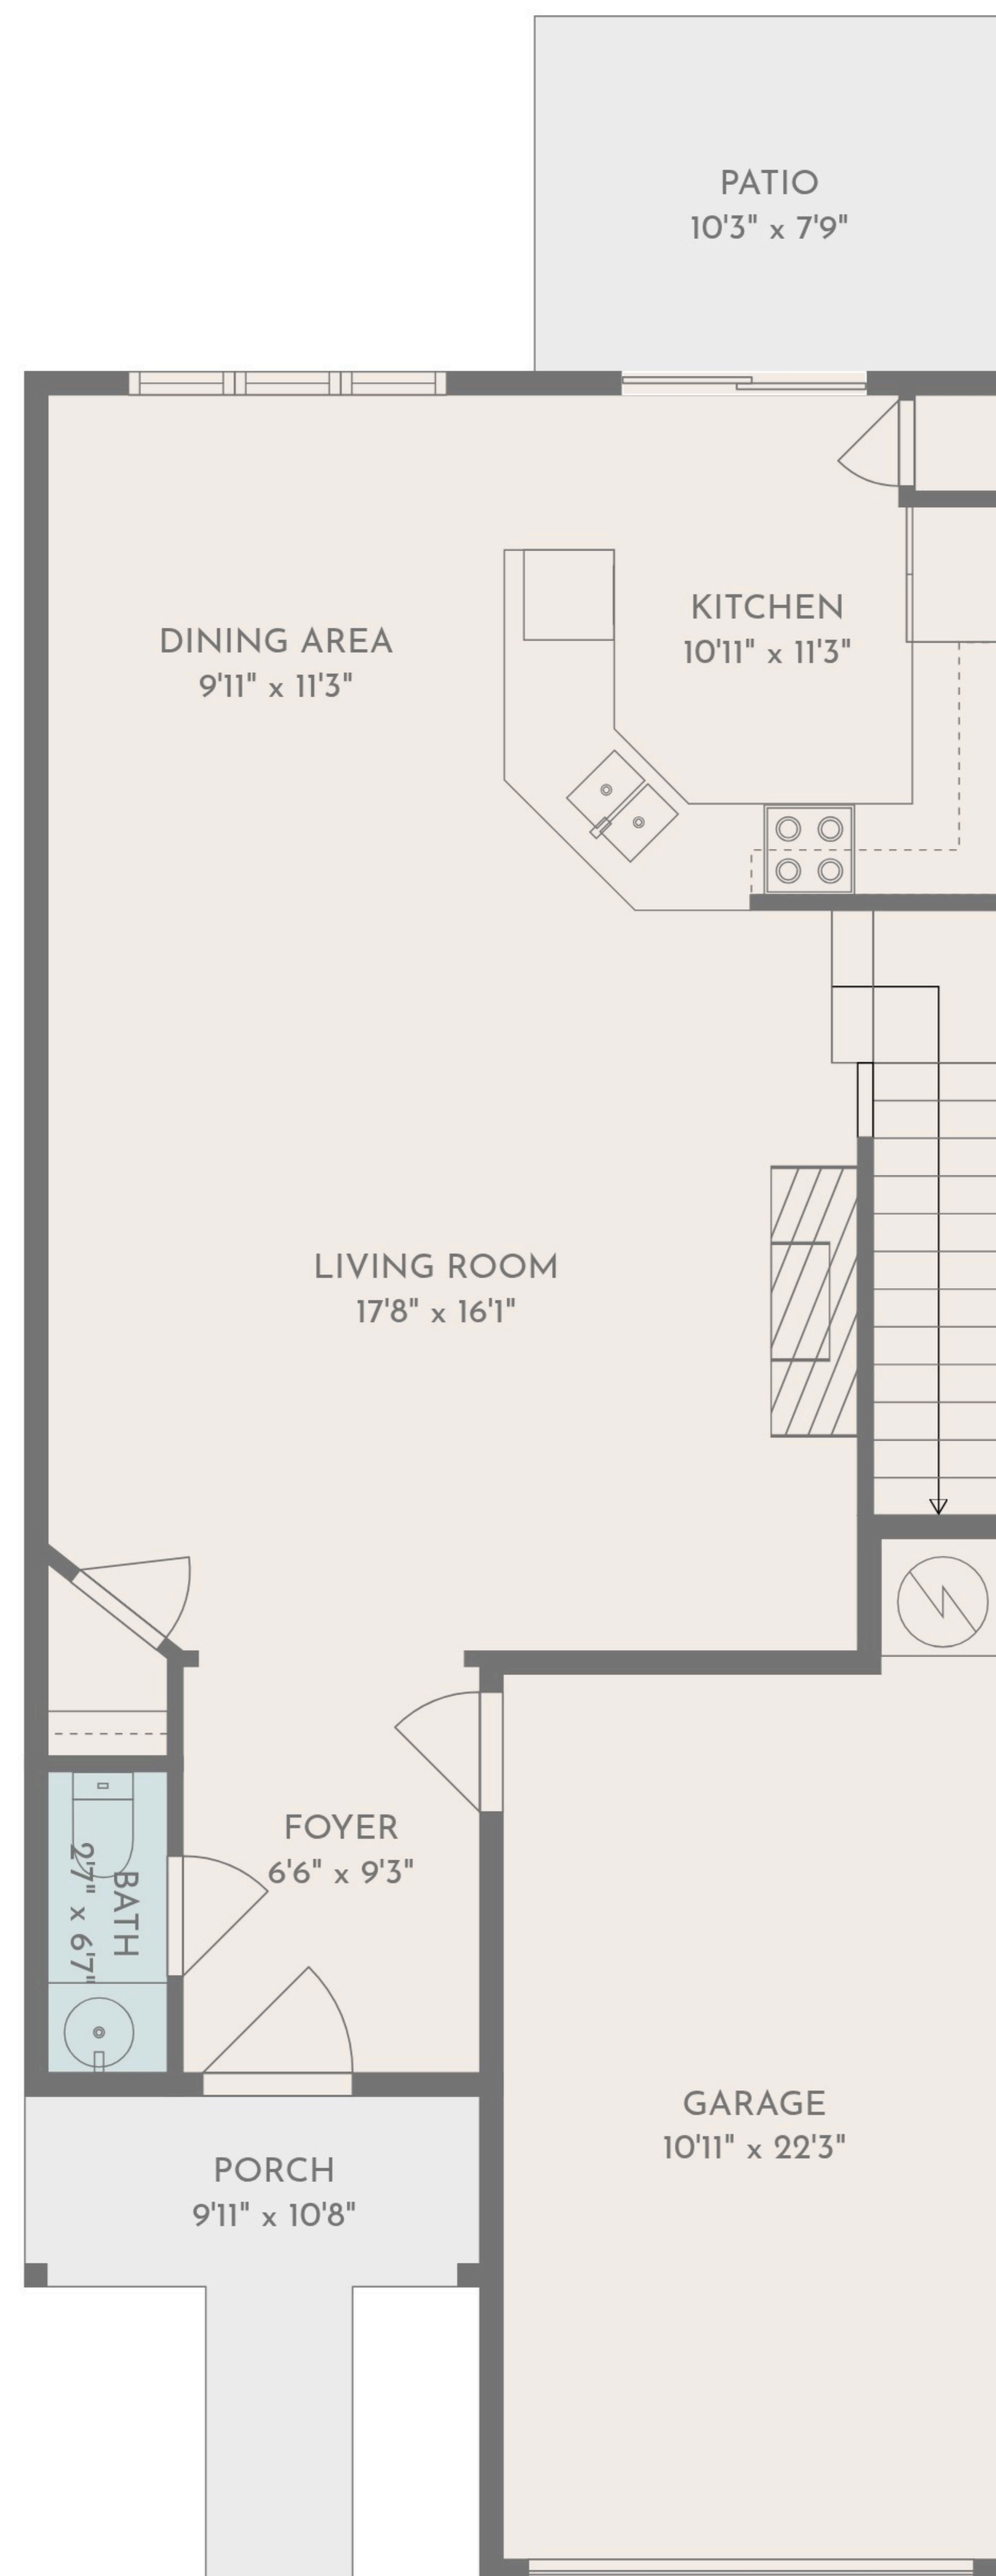 PATIO
10'3" x 7'9"
KITCHEN
10'11" x 11'3"
DINING AREA
9'11" x 11'3"
LIVING ROOM
17'8" x 16'1"
FOYER
6'6" x 9'3"
BATH
2'7" x 6'7"
GARAGE
10'11" x 22'3"
PORCH
9'11" x 10'8"